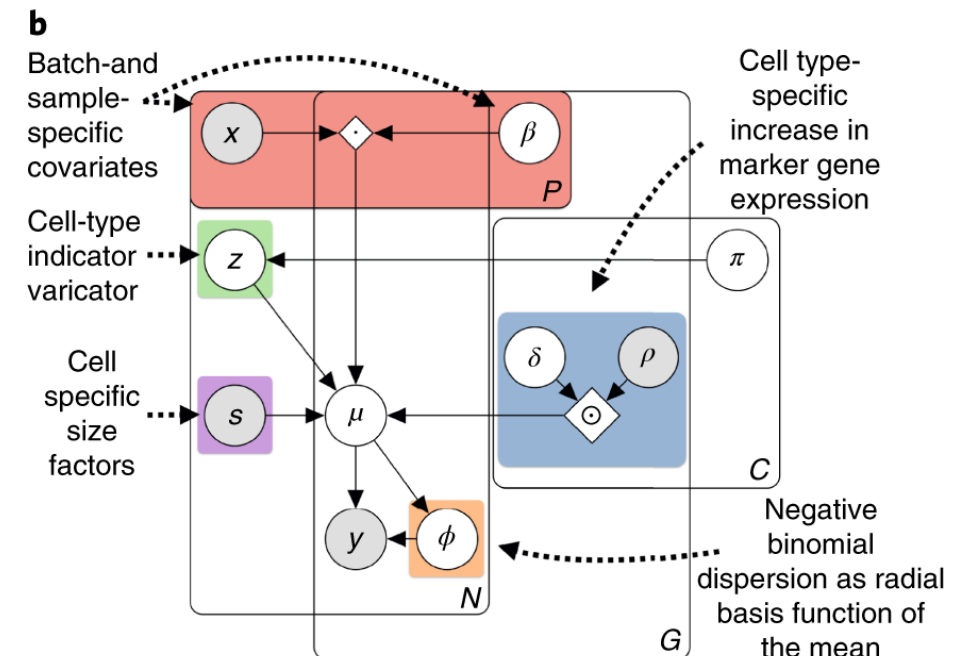 b
Batch-and
sample-
specific
covariates
Cell type-
specific
increase in
marker gene
expression
x
·
β
P
Cell-type
indicator
varicator
z
π
δ
ρ
Cell
specific
size
factors
s
μ
⊙
C
y
ϕ
N
Negative
binomial
dispersion as radial
basis function of
the mean
G